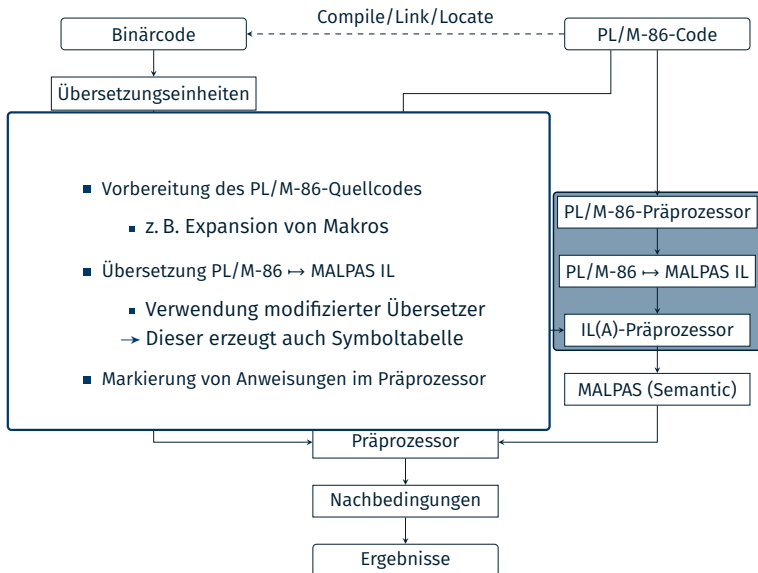 Compile/Link/Locate
Binärcode
PL/M-86-Code
Übersetzungseinheiten
Vorbereitung des PL/M-86-Quellcodes
z. B. Expansion von Makros
Übersetzung PL/M-86 ↦ MALPAS IL
Verwendung modifizierter Übersetzer
→ Dieser erzeugt auch Symboltabelle
Markierung von Anweisungen im Präprozessor
PL/M-86-Präprozessor
PL/M-86 ↦ MALPAS IL
IL(A)-Präprozessor
MALPAS (Semantic)
Präprozessor
Nachbedingungen
Ergebnisse